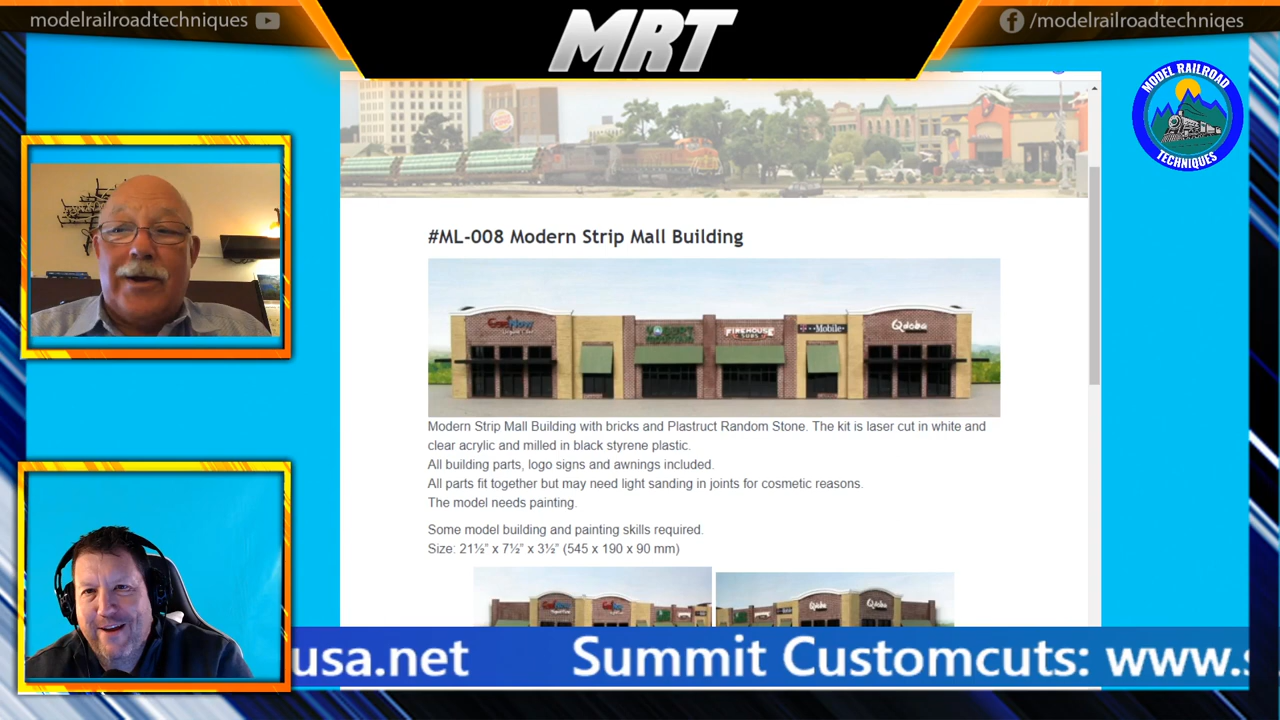 modelrailroadtechniques
MRT
/modelrailroadtechniqes
MODEL RAILROAD
TECHNIQUES
#ML-008 Modern Strip Mall Building
FIREHOUSE
SUBS
Mobile
Qdoba
Modern Strip Mall Building with bricks and Plastruct Random Stone. The kit is laser cut in white and
clear acrylic and milled in black styrene plastic.
All building parts, logo signs and awnings included.
All parts fit together but may need light sanding in joints for cosmetic reasons.
The model needs painting.
Some model building and painting skills required.
Size: 21½" x 7½" x 3½" (545 x 190 x 90 mm)
Qdoba
Qdoba
usa.net Summit Customcuts: www.s